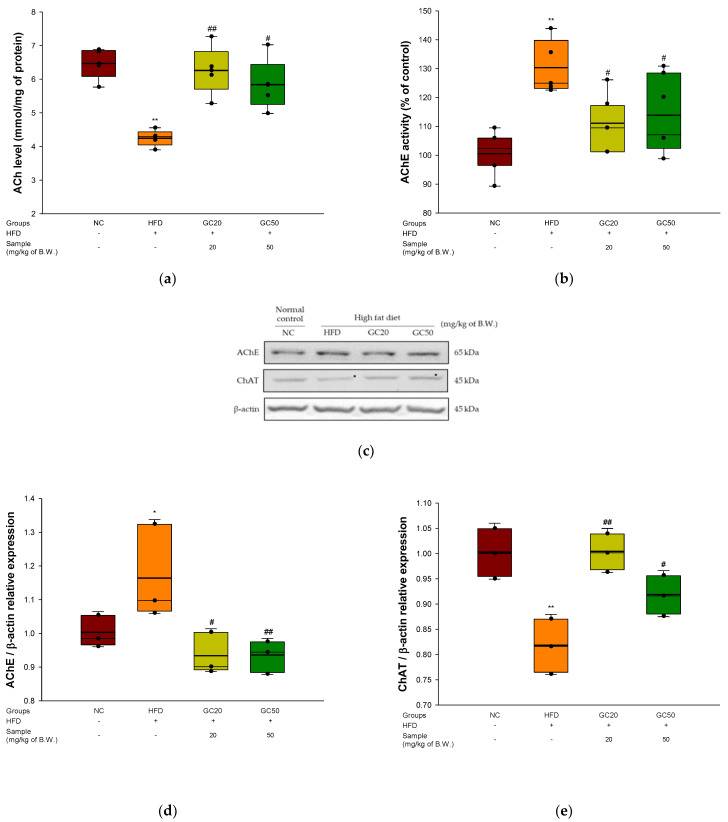 ACh level (mmol/mg of protein)
7
6
5
4
3
2
**
##
#
Groups NC HFD GC20 GC50
HFD - + + +
Sample - - 20 50
(mg/kg of B.W.)
(a)
AChE activity (% of control)
150
140
130
120
110
100
90
80
**
#
#
Groups NC HFD GC20 GC50
HFD - + + +
Sample - - 20 50
(mg/kg of B.W.)
(b)
Normal
control High fat diet (mg/kg of B.W.)
NC HFD GC20 GC50
AChE 65 kDa
ChAT 45 kDa
β-actin 45 kDa
(c)
AChE / β-actin relative expression
1.4
1.3
1.2
1.1
1.0
0.9
0.8
*
#
##
Groups NC HFD GC20 GC50
HFD - + + +
Sample - - 20 50
(mg/kg of B.W.)
(d)
ChAT / β-actin relative expression
1.10
1.05
1.00
0.95
0.90
0.85
0.80
0.75
0.70
**
##
#
Groups NC HFD GC20 GC50
HFD - + + +
Sample - - 20 50
(mg/kg of B.W.)
(e)